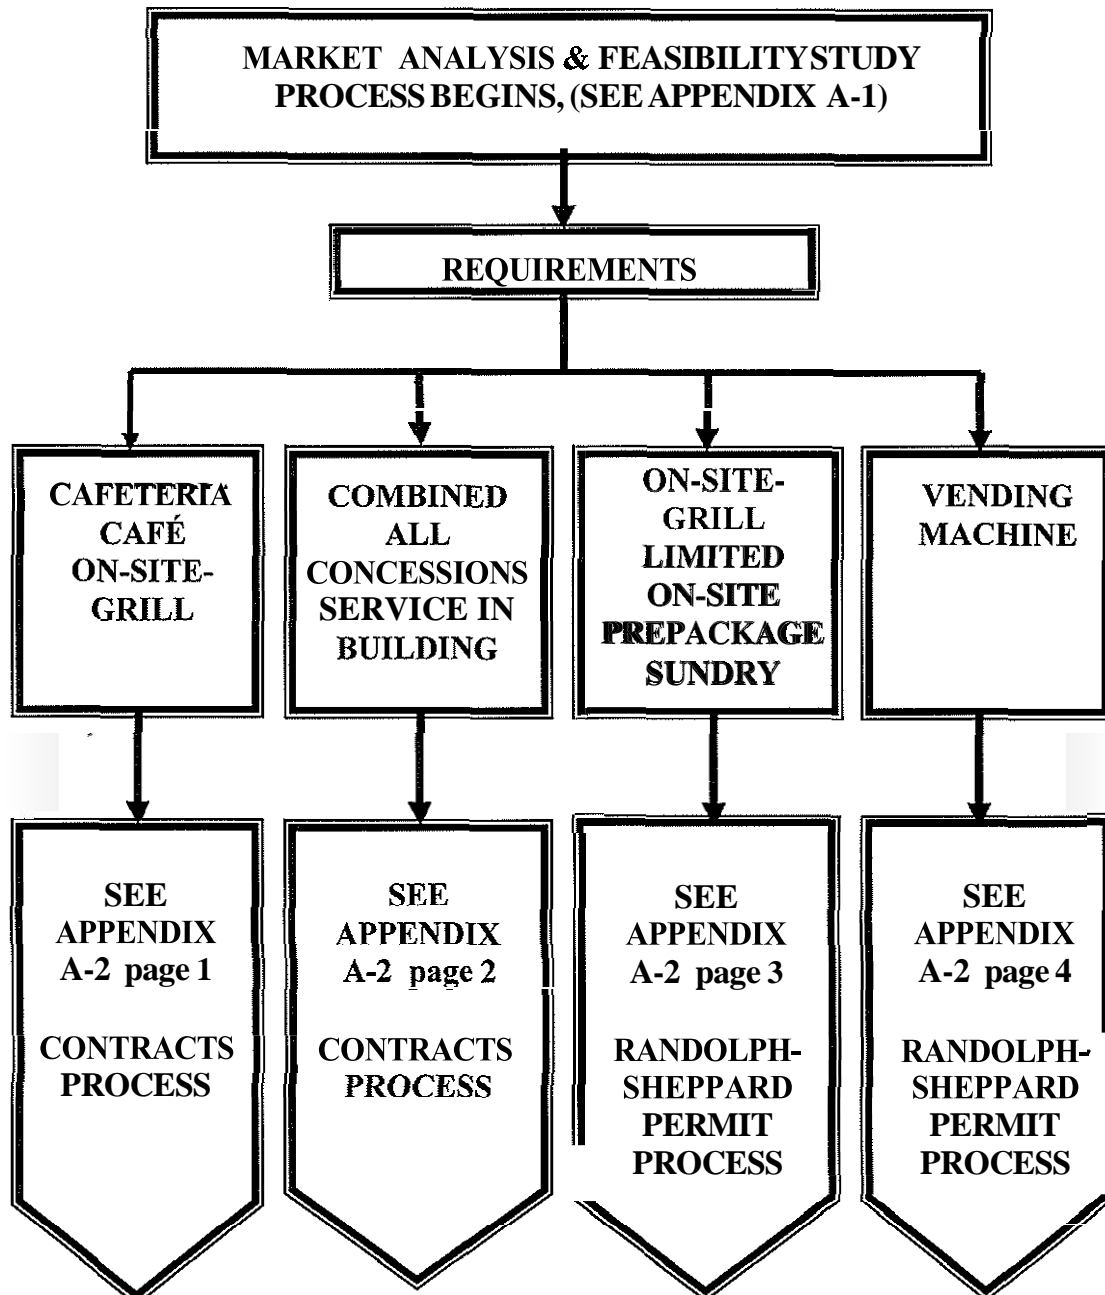 MARKET ANALYSIS & FEASIBILITY STUDY
PROCESS BEGINS, (SEE APPENDIX A-1)
REQUIREMENTS
CAFETERIA
CAFÉ
ON-SITE-
GRILL
COMBINED
ALL
CONCESSIONS
SERVICE IN
BUILDING
ON-SITE-
GRILL
LIMITED
ON-SITE
PREPACKAGE
SUNDRY
VENDING
MACHINE
SEE
APPENDIX
A-2 page 1
CONTRACTS
PROCESS
SEE
APPENDIX
A-2 page 2
CONTRACTS
PROCESS
SEE
APPENDIX
A-2 page 3
RANDOLPH-
SHEPPARD
PERMIT
PROCESS
SEE
APPENDIX
A-2 page 4
RANDOLPH-
SHEPPARD
PERMIT
PROCESS